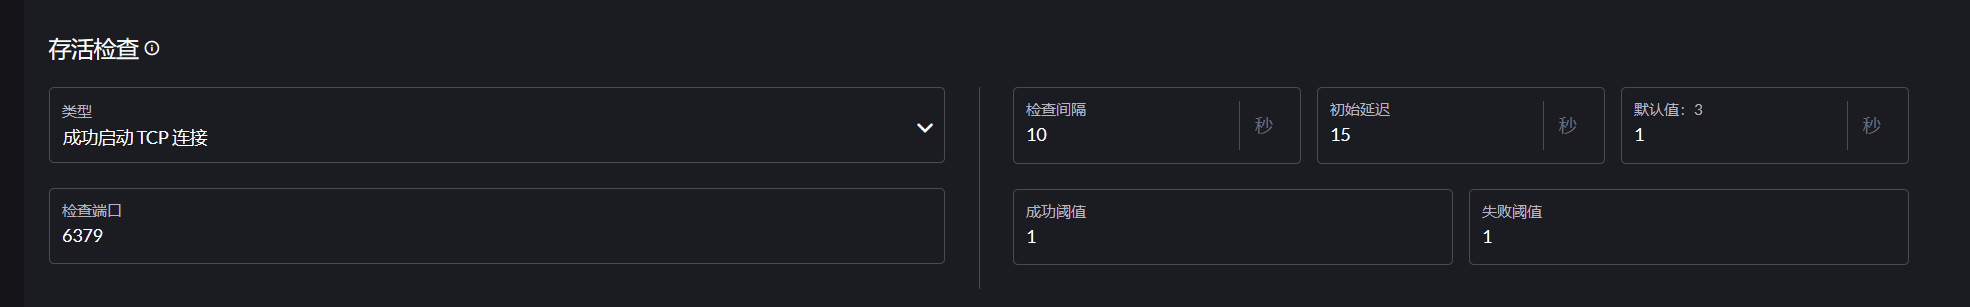 存活检查
类型
成功启动 TCP 连接
检查端口
6379
检查间隔
10
秒
初始延迟
15
秒
默认值：3
1
秒
成功阈值
1
失败阈值
1